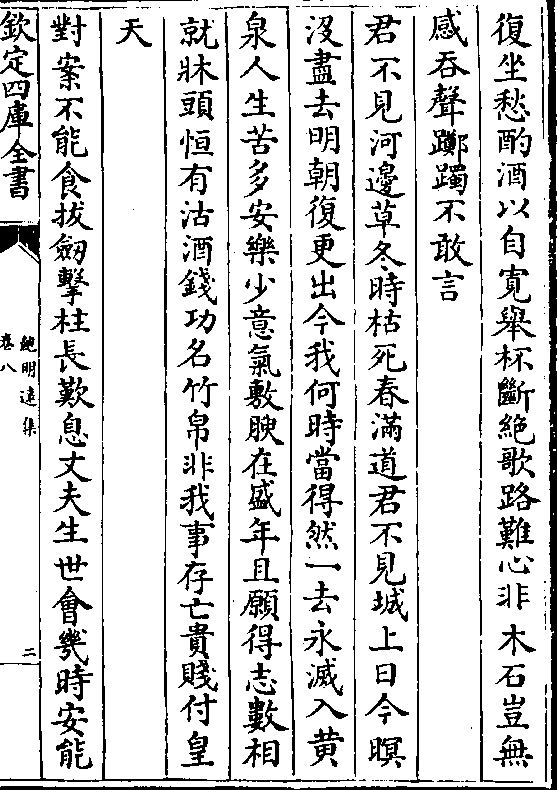 復坐愁酌酒以自寛舉杯斷絶歌路難心非木石豈無
感吞聲躑躅不敢言
君不見河邊草冬時枯死春滿道君不見城上日今暝
沒盡去明朝復更出今我何時當得然一去永滅入黄
泉人生苦多安樂少意氣敷腴在盛年且願得志數相
就牀頭恒有沽酒錢功名竹帛非我事存亡貴賤付皇
天
對案不能食拔劒擊柱長歎息丈夫生世會幾時安能
欽定四庫全書
鮑明遠集
卷八
二